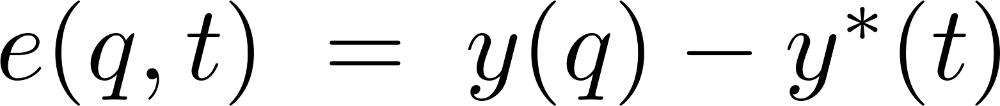 e(q, t) = y(q) − y*(t)